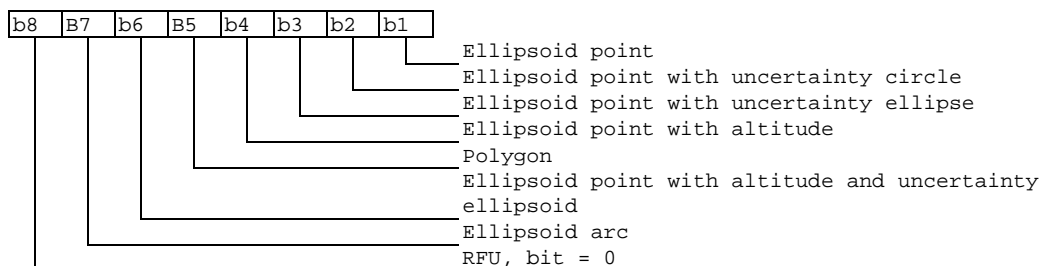 b8 B7 b6 B5 b4 b3 b2 b1
Ellipsoid point
Ellipsoid point with uncertainty circle
Ellipsoid point with uncertainty ellipse
Ellipsoid point with altitude
Polygon
Ellipsoid point with altitude and uncertainty
ellipsoid
Ellipsoid arc
RFU, bit = 0